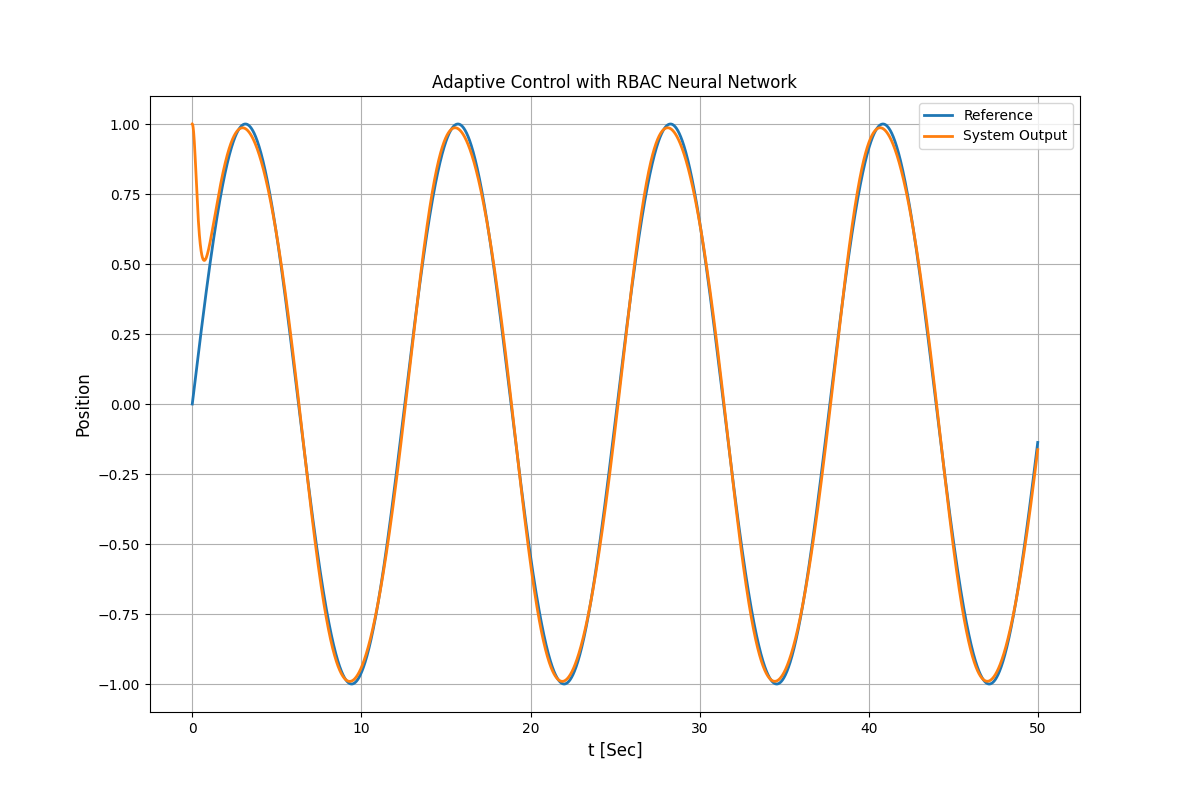 Adaptive Control with RBAC Neural Network
Reference
System Output
1.00
0.75
0.50
0.25
0.00
−0.25
−0.50
−0.75
−1.00
Position
0 10 20 30 40 50
t [Sec]